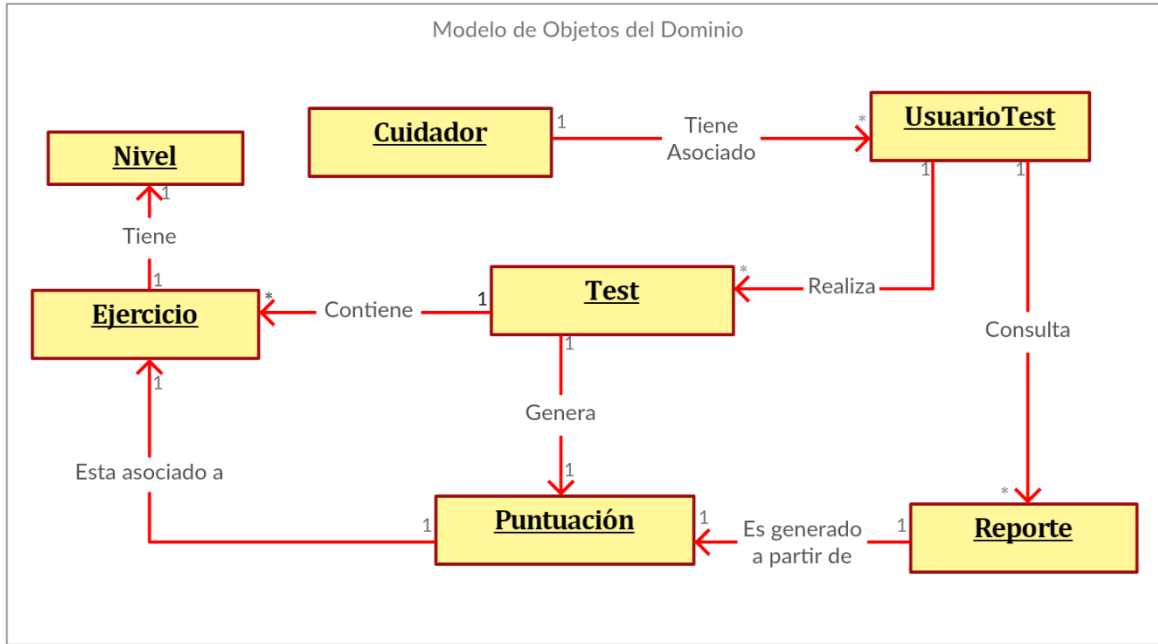 Modelo de Objetos del Dominio
Cuidador
1
Tiene
Asociado
*
UsuarioTest
Nivel
1
Tiene
1
Ejercicio
*
Contiene
1
Test
*
Realiza
1
1
Consulta
*
1
Genera
1
1
Esta asociado a
1
Puntuación
1
Es generado
a partir de
1
Reporte